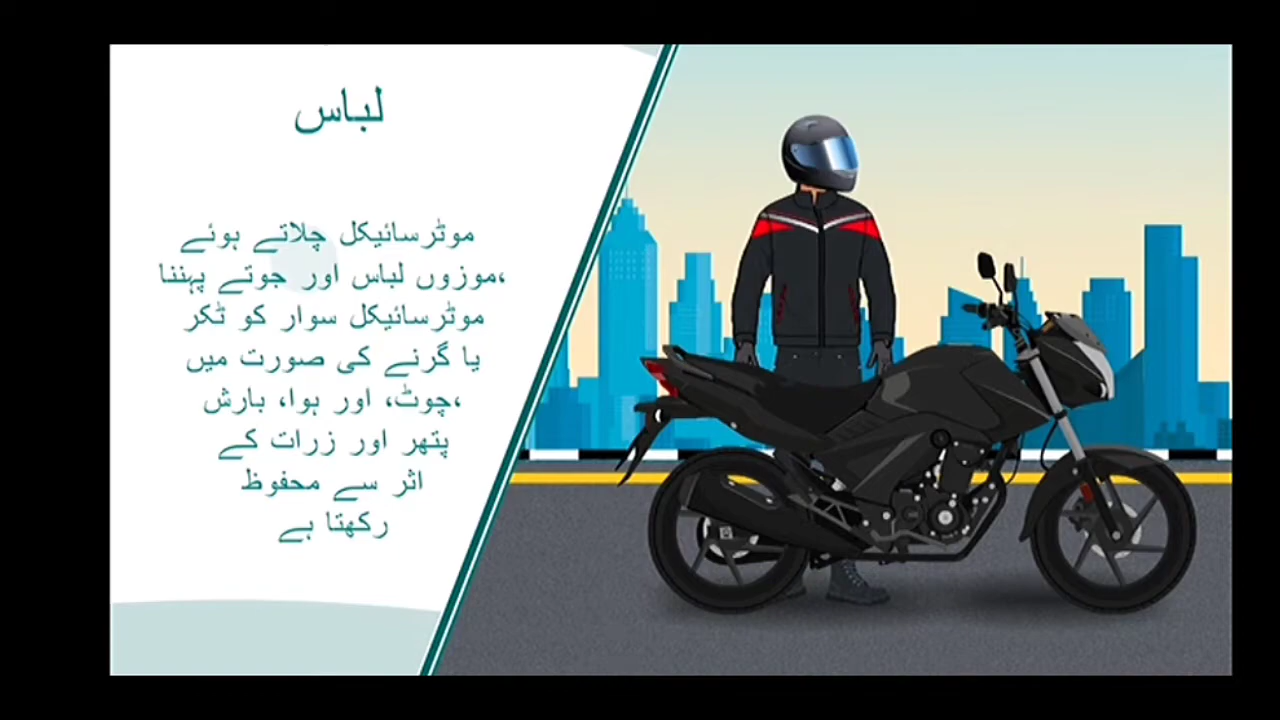 لباس
موٹرسائیکل چلاتے ہوئے
موزوں لباس اور جوتے پہننا،
موٹرسائیکل سوار کو ٹکر
یا گرنے کی صورت میں
چوٹ، اور ہوا، بارش،
پتھر اور زرات کے
اثر سے محفوظ
رکھتا ہے